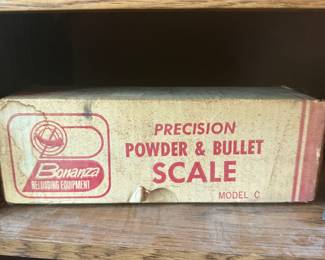 Bonanza
RELOADING EQUIPMENT
PRECISION
POWDER & BULLET
SCALE
MODEL C